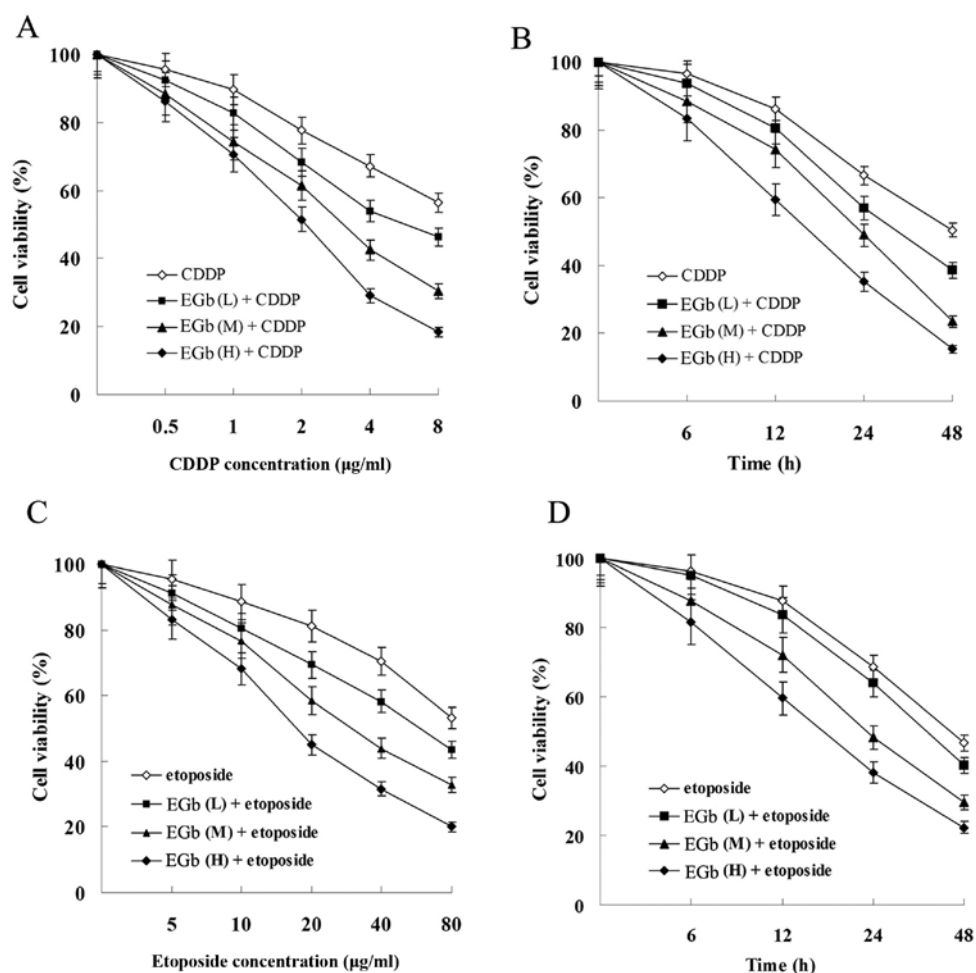 A
100
80
60
40
20
0
Cell viability (%)
CDDP
EGb (L) + CDDP
EGb (M) + CDDP
EGb (H) + CDDP
0.5 1 2 4 8
CDDP concentration (μg/ml)
B
100
80
60
40
20
0
Cell viability (%)
CDDP
EGb (L) + CDDP
EGb (M) + CDDP
EGb (H) + CDDP
6 12 24 48
Time (h)
C
100
80
60
40
20
0
Cell viability (%)
etoposide
EGb (L) + etoposide
EGb (M) + etoposide
EGb (H) + etoposide
5 10 20 40 80
Etoposide concentration (μg/ml)
D
100
80
60
40
20
0
Cell viability (%)
etoposide
EGb (L) + etoposide
EGb (M) + etoposide
EGb (H) + etoposide
6 12 24 48
Time (h)